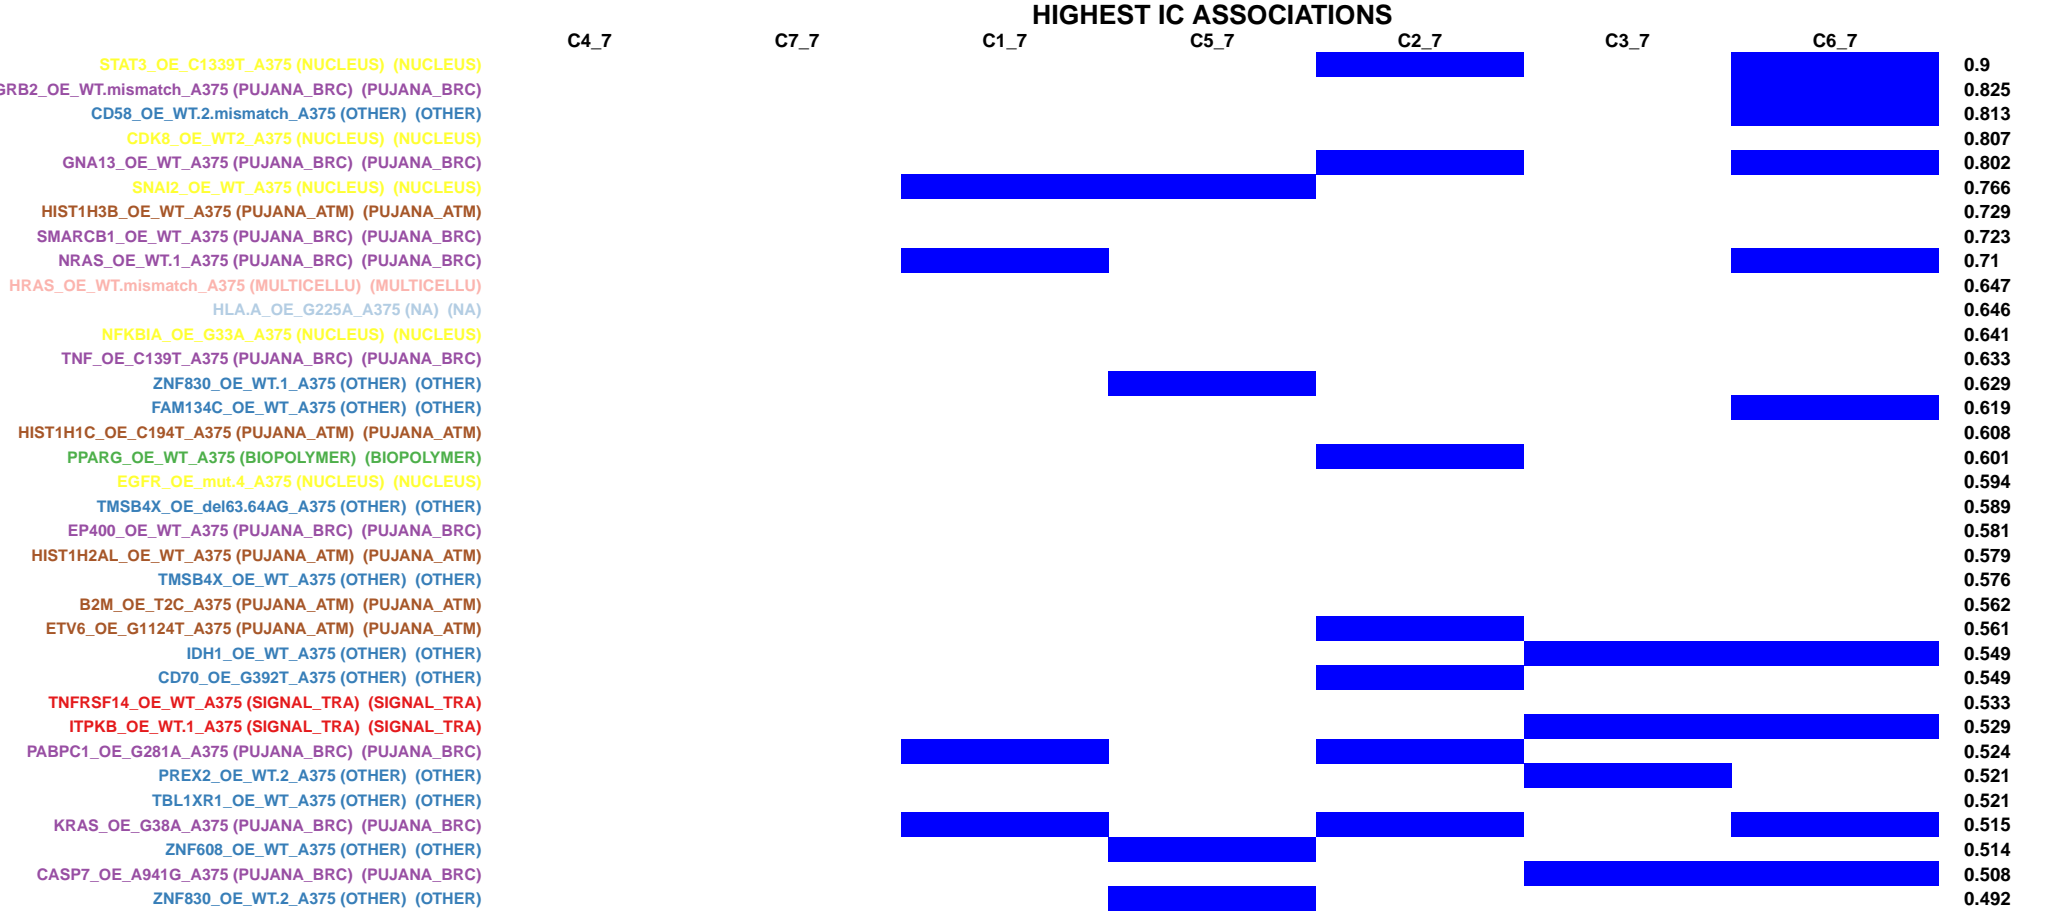 HIGHEST IC ASSOCIATIONS
C4_7 C7_7 C1_7 C5_7 C2_7 C3_7 C6_7
STAT3_OE_C1339T_A375 (NUCLEUS) (NUCLEUS) 0.9
GRB2_OE_WT.mismatch_A375 (PUJANA_BRC) (PUJANA_BRC) 0.825
CD58_OE_WT.2.mismatch_A375 (OTHER) (OTHER) 0.813
CDK8_OE_WT2_A375 (NUCLEUS) (NUCLEUS) 0.807
GNA13_OE_WT_A375 (PUJANA_BRC) (PUJANA_BRC) 0.802
SNAI2_OE_WT_A375 (NUCLEUS) (NUCLEUS) 0.766
HIST1H3B_OE_WT_A375 (PUJANA_ATM) (PUJANA_ATM) 0.729
SMARCB1_OE_WT_A375 (PUJANA_BRC) (PUJANA_BRC) 0.723
NRAS_OE_WT.1_A375 (PUJANA_BRC) (PUJANA_BRC) 0.71
HRAS_OE_WT.mismatch_A375 (MULTICELLU) (MULTICELLU) 0.647
HLA.A_OE_G225A_A375 (NA) (NA) 0.646
NFKBIA_OE_G33A_A375 (NUCLEUS) (NUCLEUS) 0.641
TNF_OE_C139T_A375 (PUJANA_BRC) (PUJANA_BRC) 0.633
ZNF830_OE_WT.1_A375 (OTHER) (OTHER) 0.629
FAM134C_OE_WT_A375 (OTHER) (OTHER) 0.619
HIST1H1C_OE_C194T_A375 (PUJANA_ATM) (PUJANA_ATM) 0.608
PPARG_OE_WT_A375 (BIOPOLYMER) (BIOPOLYMER) 0.601
EGFR_OE_mut.4_A375 (NUCLEUS) (NUCLEUS) 0.594
TMSB4X_OE_del63.64AG_A375 (OTHER) (OTHER) 0.589
EP400_OE_WT_A375 (PUJANA_BRC) (PUJANA_BRC) 0.581
HIST1H2AL_OE_WT_A375 (PUJANA_ATM) (PUJANA_ATM) 0.579
TMSB4X_OE_WT_A375 (OTHER) (OTHER) 0.576
B2M_OE_T2C_A375 (PUJANA_ATM) (PUJANA_ATM) 0.562
ETV6_OE_G1124T_A375 (PUJANA_ATM) (PUJANA_ATM) 0.561
IDH1_OE_WT_A375 (OTHER) (OTHER) 0.549
CD70_OE_G392T_A375 (OTHER) (OTHER) 0.549
TNFRSF14_OE_WT_A375 (SIGNAL_TRA) (SIGNAL_TRA) 0.533
ITPKB_OE_WT.1_A375 (SIGNAL_TRA) (SIGNAL_TRA) 0.529
PABPC1_OE_G281A_A375 (PUJANA_BRC) (PUJANA_BRC) 0.524
PREX2_OE_WT.2_A375 (OTHER) (OTHER) 0.521
TBL1XR1_OE_WT_A375 (OTHER) (OTHER) 0.521
KRAS_OE_G38A_A375 (PUJANA_BRC) (PUJANA_BRC) 0.515
ZNF608_OE_WT_A375 (OTHER) (OTHER) 0.514
CASP7_OE_A941G_A375 (PUJANA_BRC) (PUJANA_BRC) 0.508
ZNF830_OE_WT.2_A375 (OTHER) (OTHER) 0.492